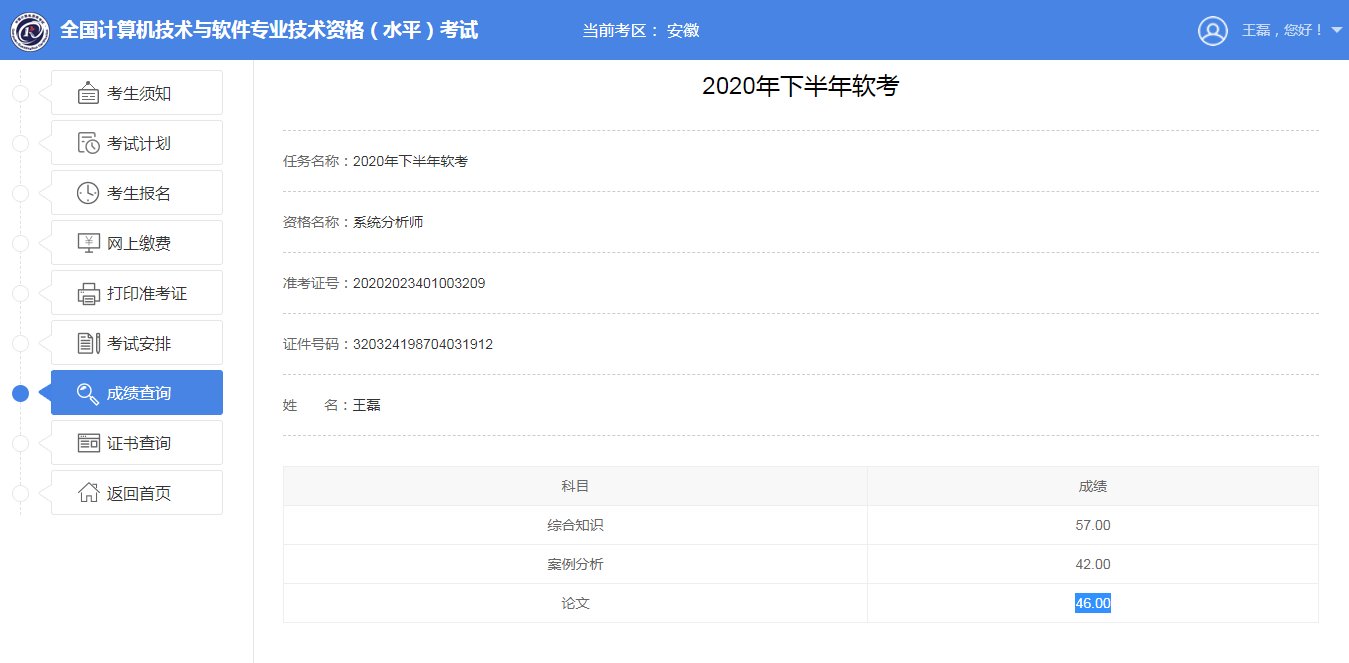 全国计算机技术与软件专业技术资格（水平）考试
当前考区： 安徽
王磊，您好！
考生须知
考试计划
考生报名
网上缴费
打印准考证
考试安排
成绩查询
证书查询
返回首页
2020年下半年软考
任务名称：2020年下半年软考
资格名称：系统分析师
准考证号：20202023401003209
证件号码：320324198704031912
姓 名：王磊
科目 成绩
综合知识 57.00
案例分析 42.00
论文 46.00